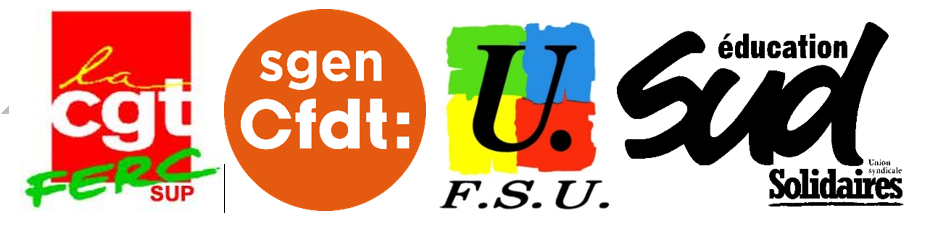 la
cgt
FERC
SUP
sgen
Cfdt:
U.
F.S.U.
éducation
sud
Union
syndicale
Solidaires